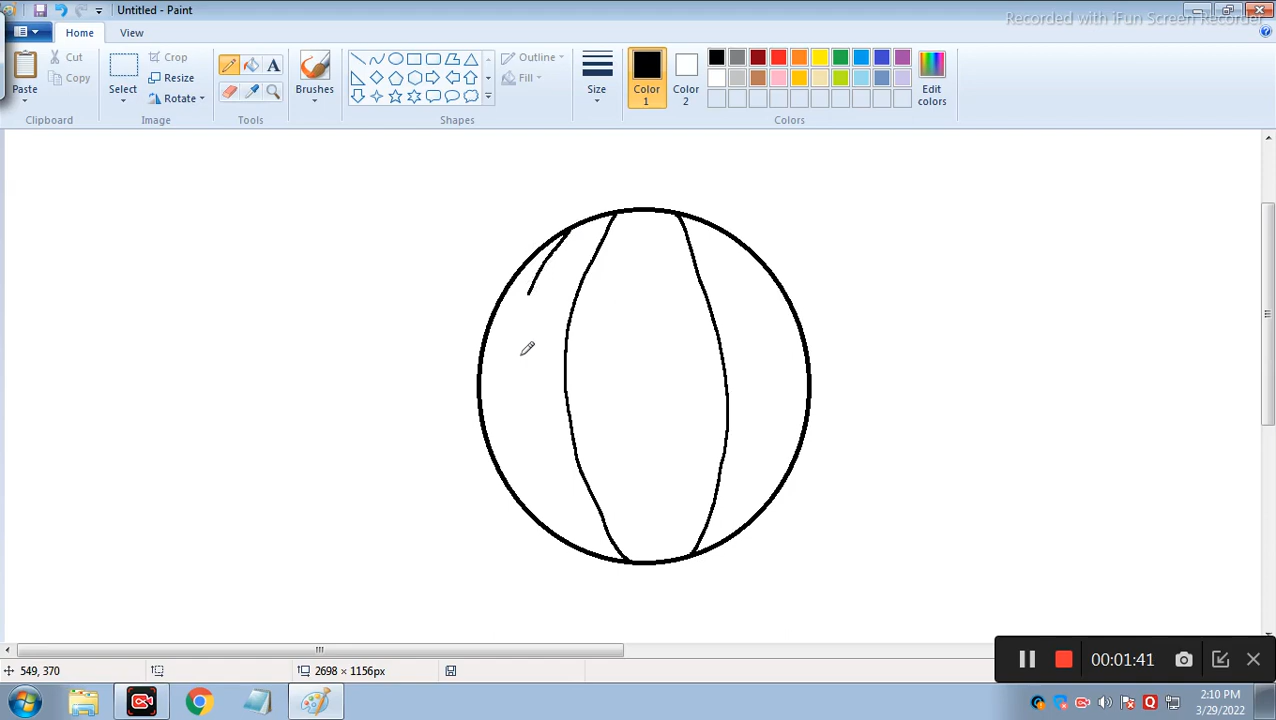 Untitled - Paint
Recorded with iFun Screen Recorder
Home
View
Paste
Cut
Copy
Clipboard
Select
Crop
Resize
Rotate
Image
Tools
Brushes
Shapes
Outline
Fill
Size
Color 1
Color 2
Edit colors
Colors
549, 370
2698 × 1156px
00:01:41
2:10 PM
3/29/2022